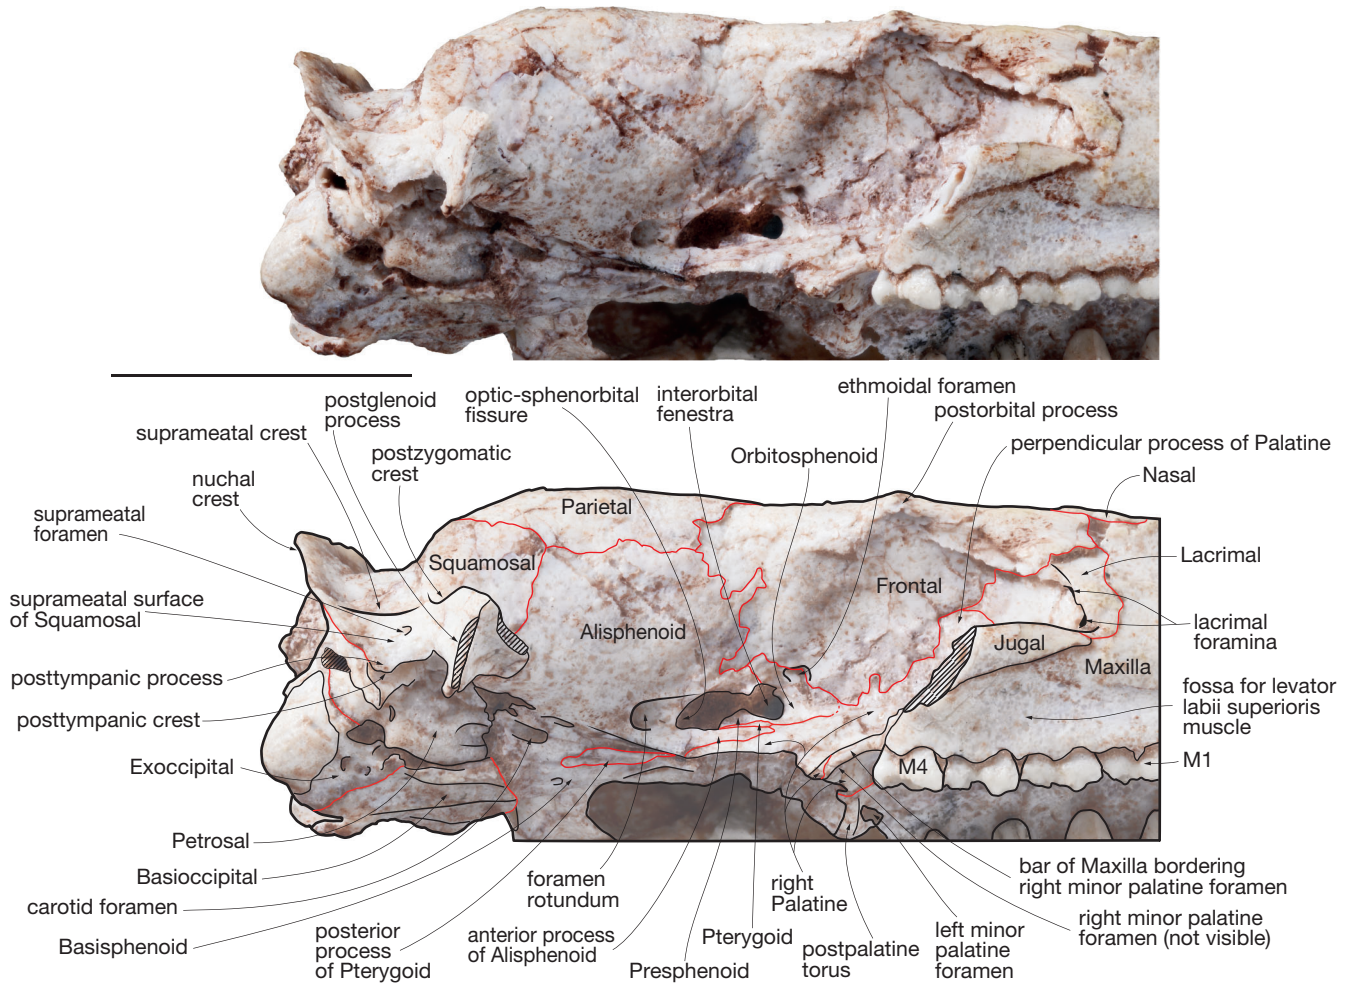 optic-sphenorbital
fissure
interorbital
fenestra
ethmoidal foramen
postglenoid
process
postorbital process
suprameatal crest
postzygomatic
crest
Orbitosphenoid
perpendicular process of Palatine
nuchal
crest
Nasal
suprameatal
foramen
Parietal
Squamosal
Lacrimal
Frontal
suprameatal surface
of Squamosal
Alisphenoid
Jugal
lacrimal
foramina
Maxilla
posttympanic process
fossa for levator
labii superioris
muscle
posttympanic crest
Exoccipital
M4
M1
Petrosal
Basioccipital
carotid foramen
Basisphenoid
posterior
process
of Pterygoid
foramen
rotundum
anterior process
of Alisphenoid
Presphenoid
Pterygoid
right
Palatine
postpalatine
torus
left minor
palatine
foramen
bar of Maxilla bordering
right minor palatine foramen
right minor palatine
foramen (not visible)